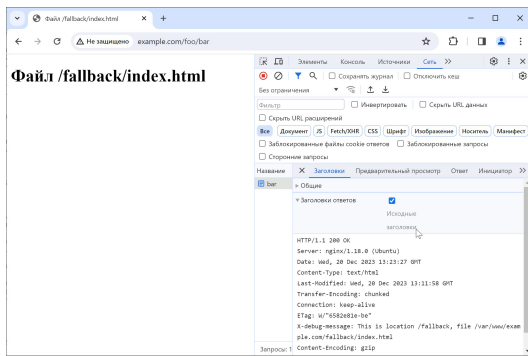 Файл /fallback/index.html
Не защищено
example.com/foo/bar
Файл /fallback/index.html
Элементы
Консоль
Источники
Сеть
Сохранять журнал
Отключить кеш
Без ограничения
Фильтр
Инвертировать
Скрыть URL данных
Скрыть URL расширений
Все
Документ
JS
Fetch/XHR
CSS
Шрифт
Изображение
Носитель
Манифест
Заблокированные файлы cookie ответов
Заблокированные запросы
Сторонние запросы
Название
Заголовки
Предварительный просмотр
Ответ
Инициатор
bar
Общие
Заголовки ответов
Исходные
заголовки
HTTP/1.1 200 OK
Server: nginx/1.18.0 (Ubuntu)
Date: Wed, 20 Dec 2023 13:23:27 GMT
Content-Type: text/html
Last-Modified: Wed, 20 Dec 2023 13:11:58 GMT
Transfer-Encoding: chunked
Connection: keep-alive
ETag: W/"6582e81e-be"
X-debug-message: This is location /fallback, file /var/www/exam
ple.com/fallback/index.html
Content-Encoding: gzip
Запросы: 1